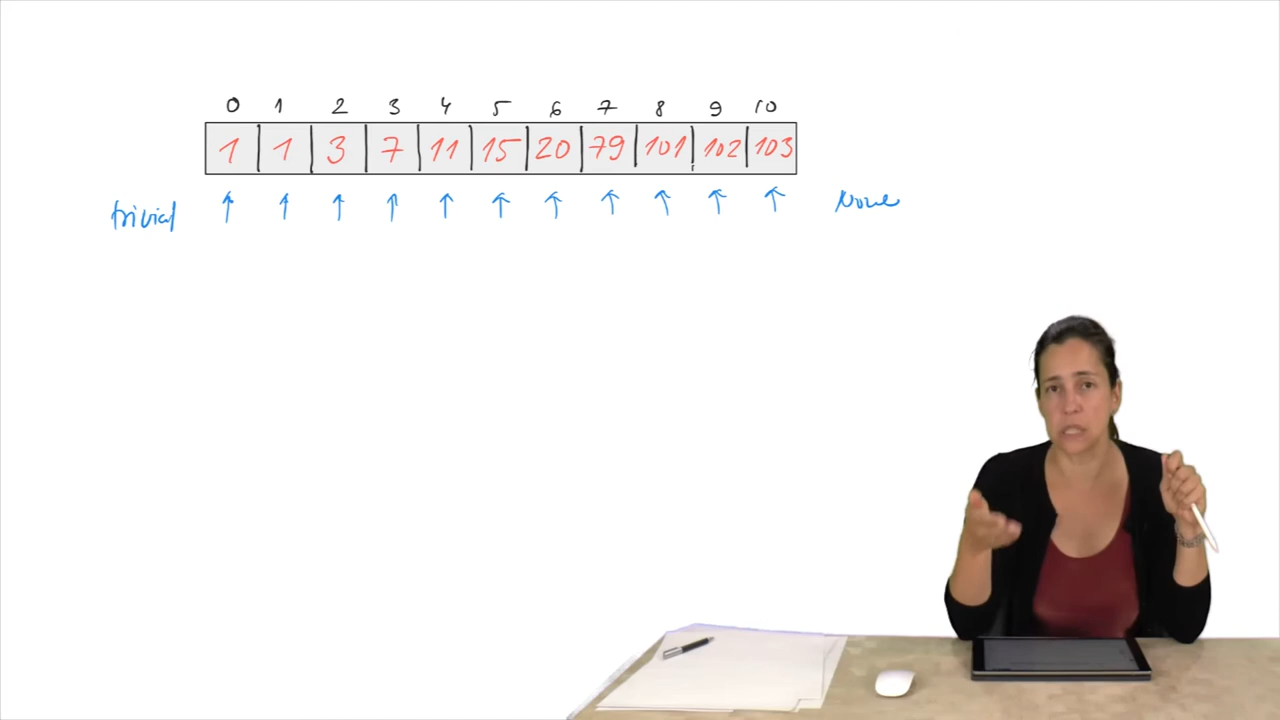 0 1 2 3 4 5 6 7 8 9 10
1 1 3 7 11 15 20 79 101 102 103
trivial ↑ ↑ ↑ ↑ ↑ ↑ ↑ ↑ ↑ ↑ ↑ None